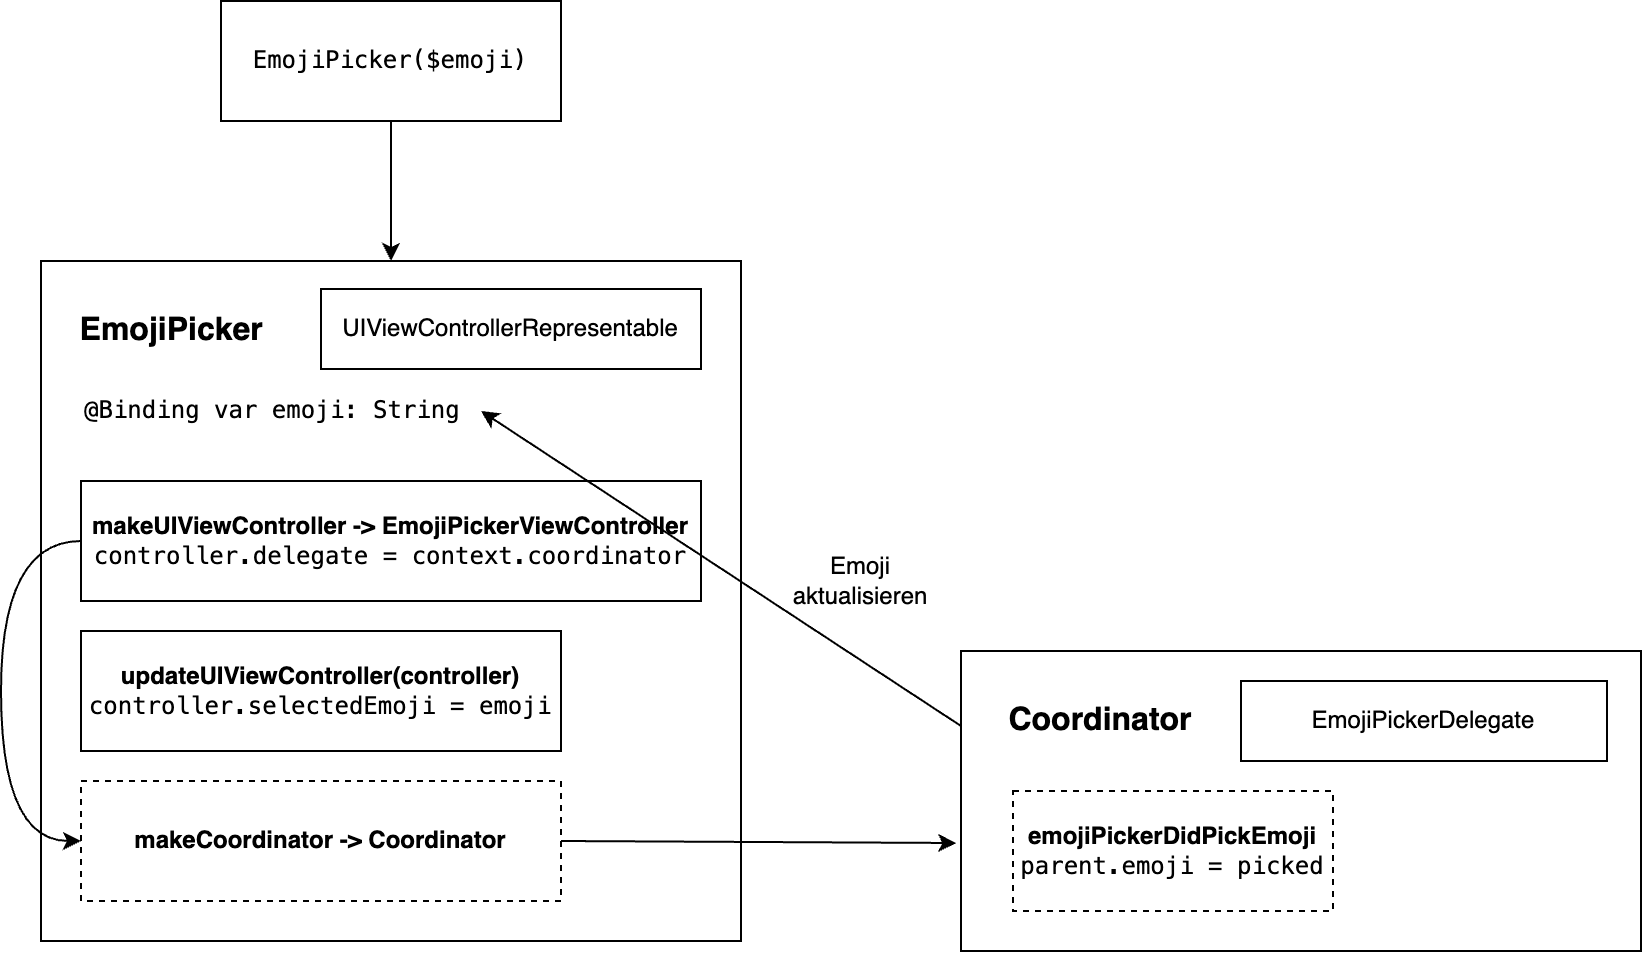 EmojiPicker($emoji)
EmojiPicker
UIViewControllerRepresentable
@Binding var emoji: String
makeUIViewController -> EmojiPickerViewController
controller.delegate = context.coordinator
Emoji
aktualisieren
updateUIViewController(controller)
controller.selectedEmoji = emoji
makeCoordinator -> Coordinator
Coordinator
EmojiPickerDelegate
emojiPickerDidPickEmoji
parent.emoji = picked